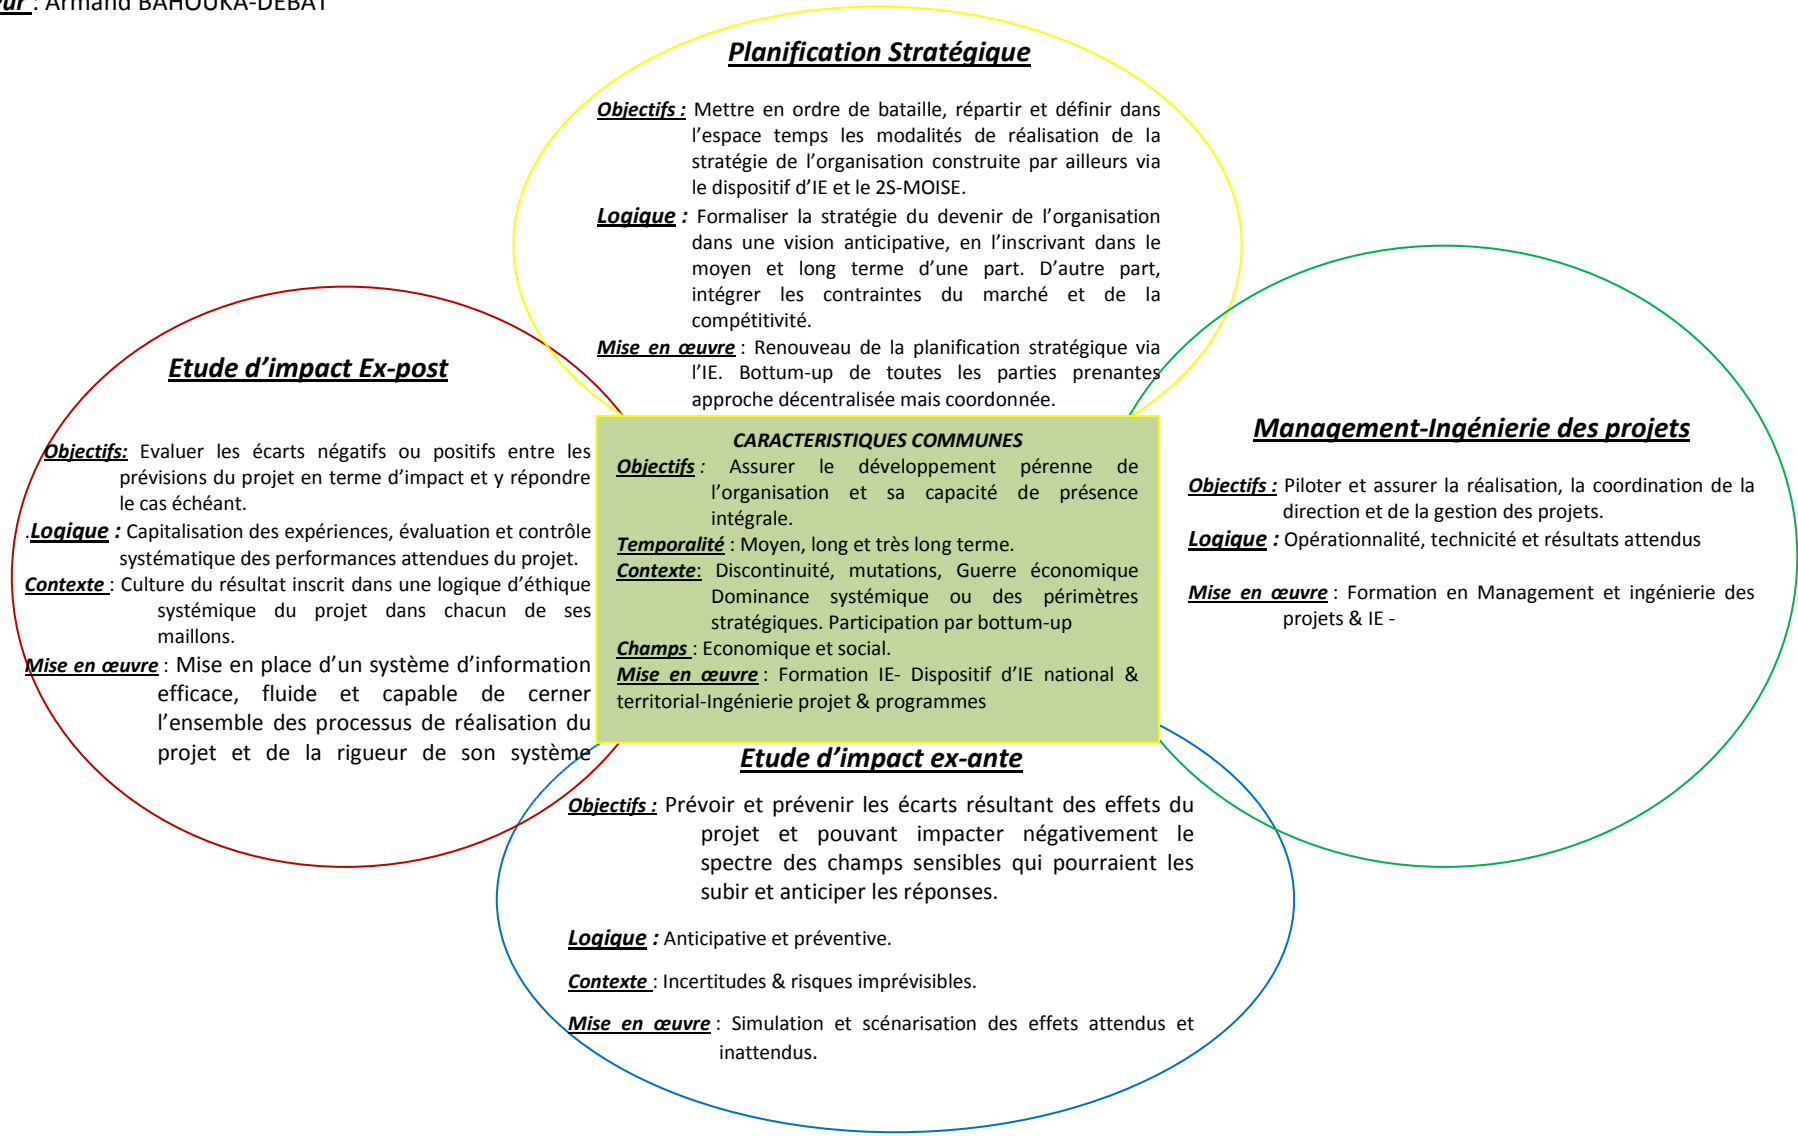 ur : Armand BAHOUKA-DEBAT
Planification Stratégique
Objectifs : Mettre en ordre de bataille, répartir et définir dans
l’espace temps les modalités de réalisation de la
stratégie de l’organisation construite par ailleurs via
le dispositif d’IE et le 2S-MOISE.
Logique : Formaliser la stratégie du devenir de l’organisation
dans une vision anticipative, en l’inscrivant dans le
moyen et long terme d’une part. D’autre part,
intégrer les contraintes du marché et de la
compétitivité.
Mise en œuvre : Renouveau de la planification stratégique via
l’IE. Bottum-up de toutes les parties prenantes
approche décentralisée mais coordonnée.
Etude d’impact Ex-post
Objectifs: Evaluer les écarts négatifs ou positifs entre les
prévisions du projet en terme d’impact et y répondre
le cas échéant.
.Logique : Capitalisation des expériences, évaluation et contrôle
systématique des performances attendues du projet.
Contexte : Culture du résultat inscrit dans une logique d’éthique
systémique du projet dans chacun de ses
maillons.
Mise en œuvre : Mise en place d’un système d’information
efficace, fluide et capable de cerner
l’ensemble des processus de réalisation du
projet et de la rigueur de son système
CARACTERISTIQUES COMMUNES
Objectifs : Assurer le développement pérenne de
l’organisation et sa capacité de présence
intégrale.
Temporalité : Moyen, long et très long terme.
Contexte: Discontinuité, mutations, Guerre économique
Dominance systémique ou des périmètres
stratégiques. Participation par bottum-up
Champs : Economique et social.
Mise en œuvre : Formation IE- Dispositif d’IE national &
territorial-Ingénierie projet & programmes
Management-Ingénierie des projets
Objectifs : Piloter et assurer la réalisation, la coordination de la
direction et de la gestion des projets.
Logique : Opérationnalité, technicité et résultats attendus
Mise en œuvre : Formation en Management et ingénierie des
projets & IE -
Etude d’impact ex-ante
Objectifs : Prévoir et prévenir les écarts résultant des effets du
projet et pouvant impacter négativement le
spectre des champs sensibles qui pourraient les
subir et anticiper les réponses.
Logique : Anticipative et préventive.
Contexte : Incertitudes & risques imprévisibles.
Mise en œuvre : Simulation et scénarisation des effets attendus et
inattendus.